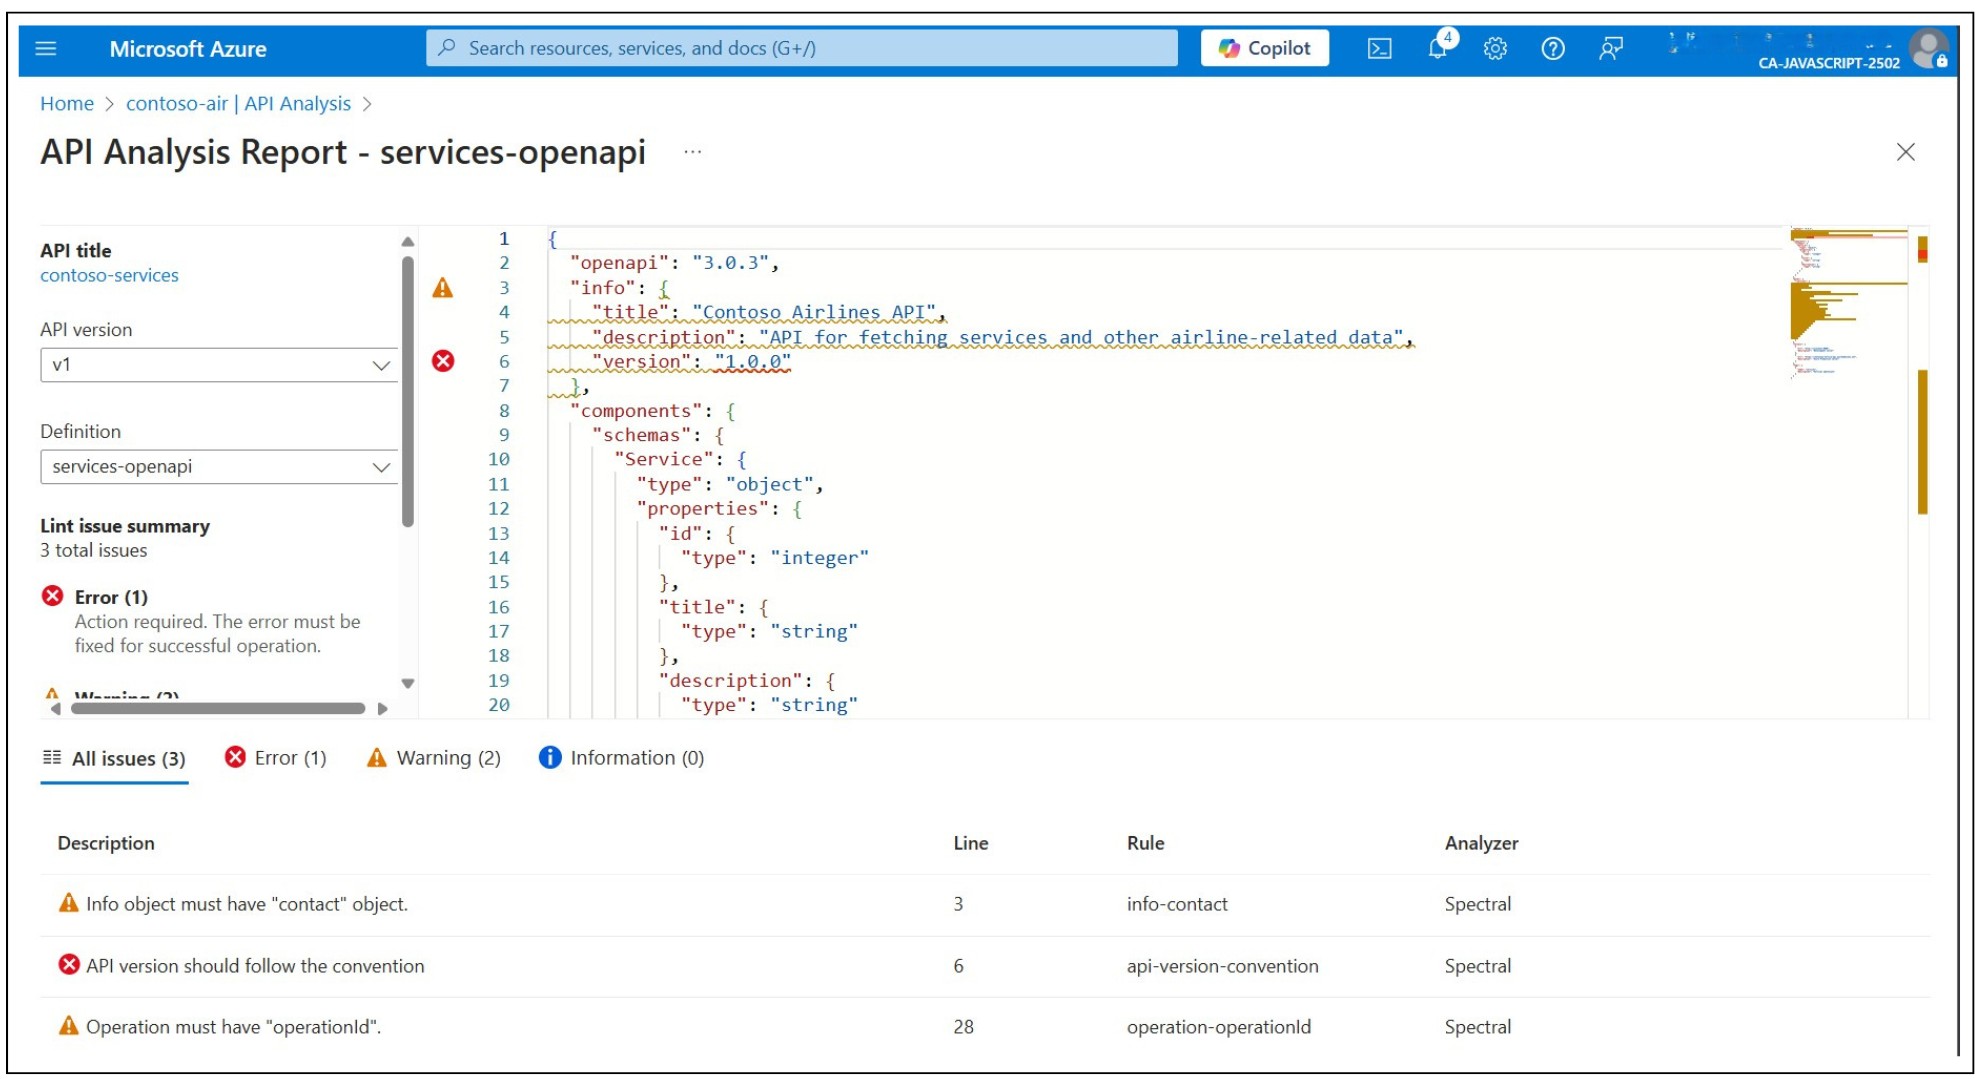 Microsoft Azure
Search resources, services, and docs (G+/)
Copilot
4
CA-JAVASCRIPT-2502
Home > contoso-air | API Analysis >
API Analysis Report - services-openapi ...
API title
contoso-services
API version
v1
Definition
services-openapi
Lint issue summary
3 total issues
Error (1)
Action required. The error must be
fixed for successful operation.
Warning (2)
1 {
2 "openapi": "3.0.3",
3 "info": {
4 "title": "Contoso Airlines API",
5 "description": "API for fetching services and other airline-related data",
6 "version": "1.0.0"
7 },
8 "components": {
9 "schemas": {
10 "Service": {
11 "type": "object",
12 "properties": {
13 "id": {
14 "type": "integer"
15 },
16 "title": {
17 "type": "string"
18 },
19 "description": {
20 "type": "string"
All issues (3) Error (1) Warning (2) Information (0)
Description Line Rule Analyzer
Info object must have "contact" object. 3 info-contact Spectral
API version should follow the convention 6 api-version-convention Spectral
Operation must have "operationId". 28 operation-operationId Spectral